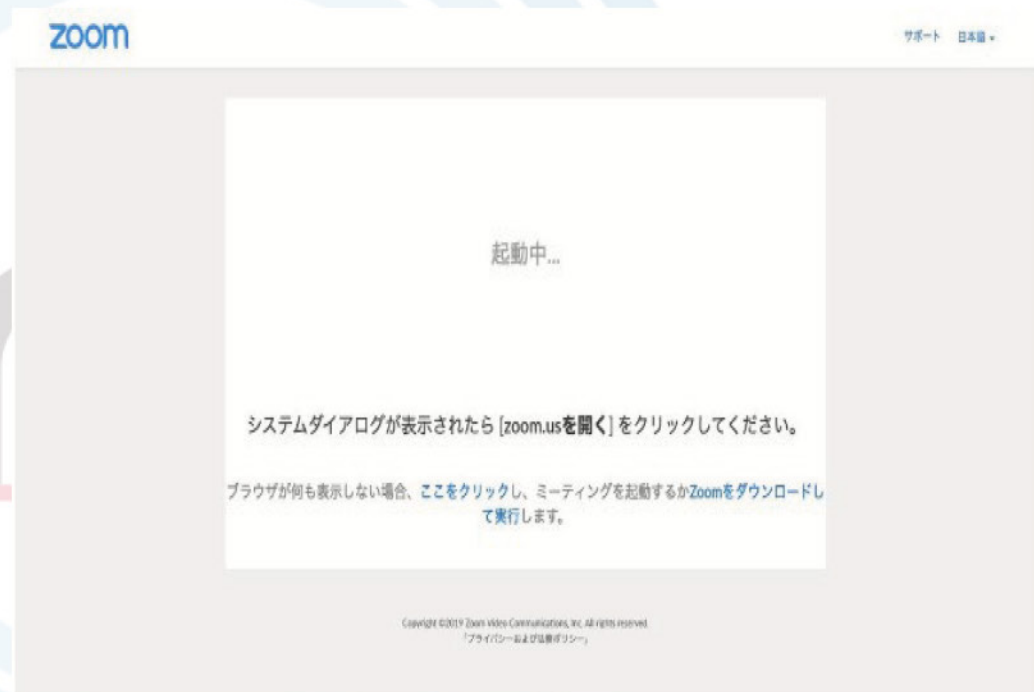 zoom
サポート 日本語
起動中...
システムダイアログが表示されたら [zoom.usを開く] をクリックしてください。
ブラウザが何も表示しない場合、ここをクリックし、ミーティングを起動するかZoomをダウンロードし
て実行します。
Copyright ©2019 Zoom Video Communications, Inc. All rights reserved.
「プライバシーおよび法務ポリシー」